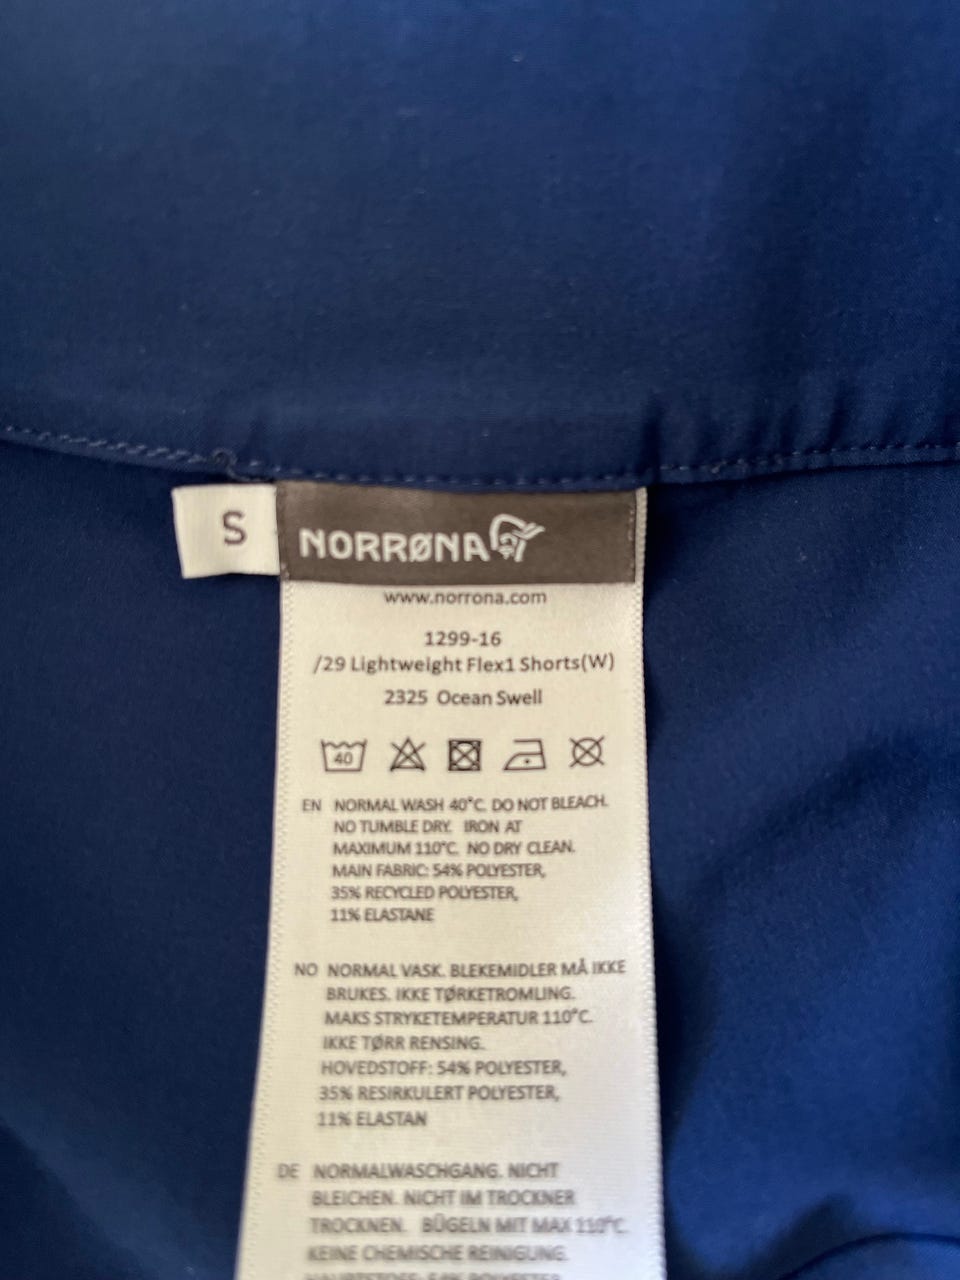 S
NORRØNA
www.norrona.com
1299-16
/29 Lightweight Flex1 Shorts(W)
2325 Ocean Swell
40
EN NORMAL WASH 40°C. DO NOT BLEACH.
NO TUMBLE DRY. IRON AT
MAXIMUM 110°C. NO DRY CLEAN.
MAIN FABRIC: 54% POLYESTER,
35% RECYCLED POLYESTER,
11% ELASTANE
NO NORMAL VASK. BLEKEMIDLER MÅ IKKE
BRUKES. IKKE TØRKETROMLING.
MAKS STRYKETEMPERATUR 110°C.
IKKE TØRR RENSING.
HOVEDSTOFF: 54% POLYESTER,
35% RESIRKULERT POLYESTER,
11% ELASTAN
DE NORMALWASCHGANG. NICHT
BLEICHEN. NICHT IM TROCKNER
TROCKNEN. BÜGELN MIT MAX 110°C.
KEINE CHEMISCHE REINIGUNG.
HAUPTSTOFF: 54% POLYESTER,